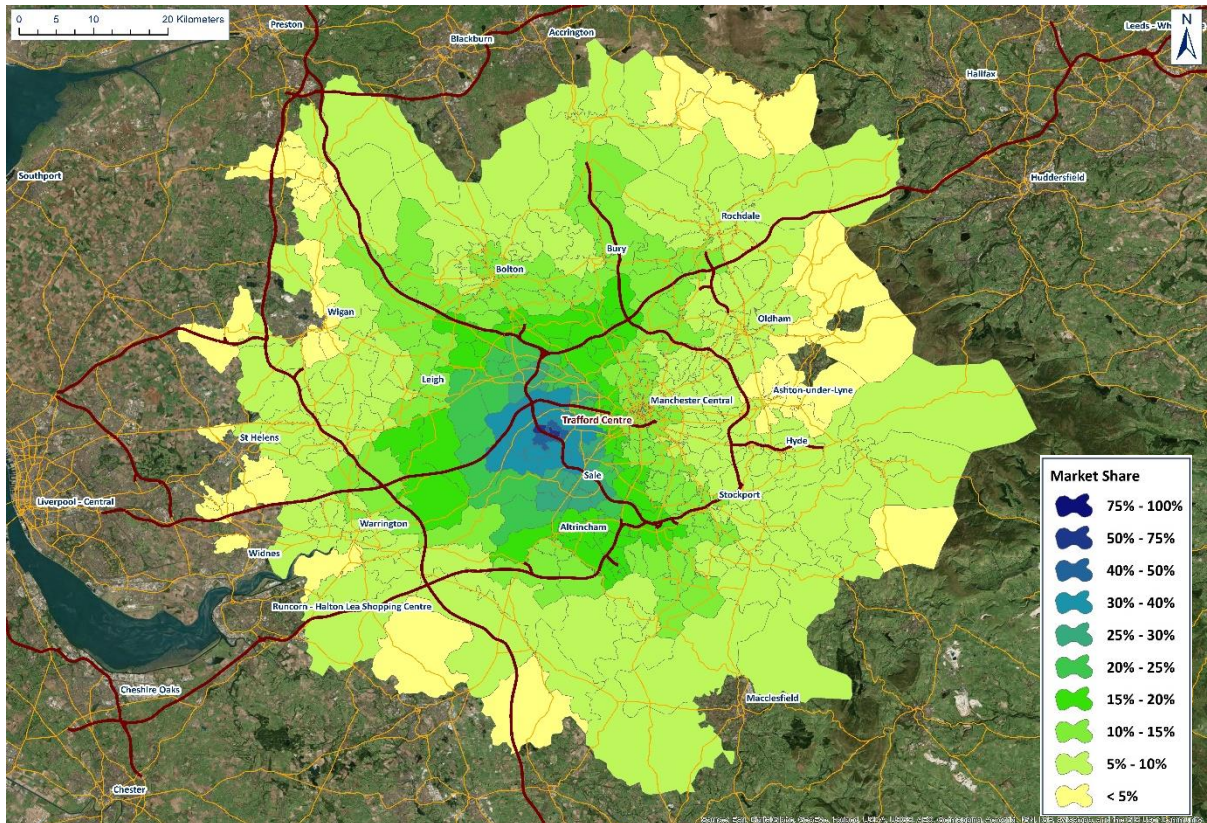 0 5 10 20 Kilometers
Preston
Blackburn
Accrington
Leeds - Wh
N
Halifax
Southport
Huddersfield
Rochdale
Bury
Bolton
Wigan
Oldham
Leigh
Ashton-under-Lyne
Manchester Central
Trafford Centre
St Helens
Hyde
Sale
Stockport
Liverpool - Central
Warrington
Altrincham
Widnes
Runcorn - Halton Lea Shopping Centre
Cheshire Oaks
Macclesfield
Chester
Market Share
75% - 100%
50% - 75%
40% - 50%
30% - 40%
25% - 30%
20% - 25%
15% - 20%
10% - 15%
5% - 10%
< 5%